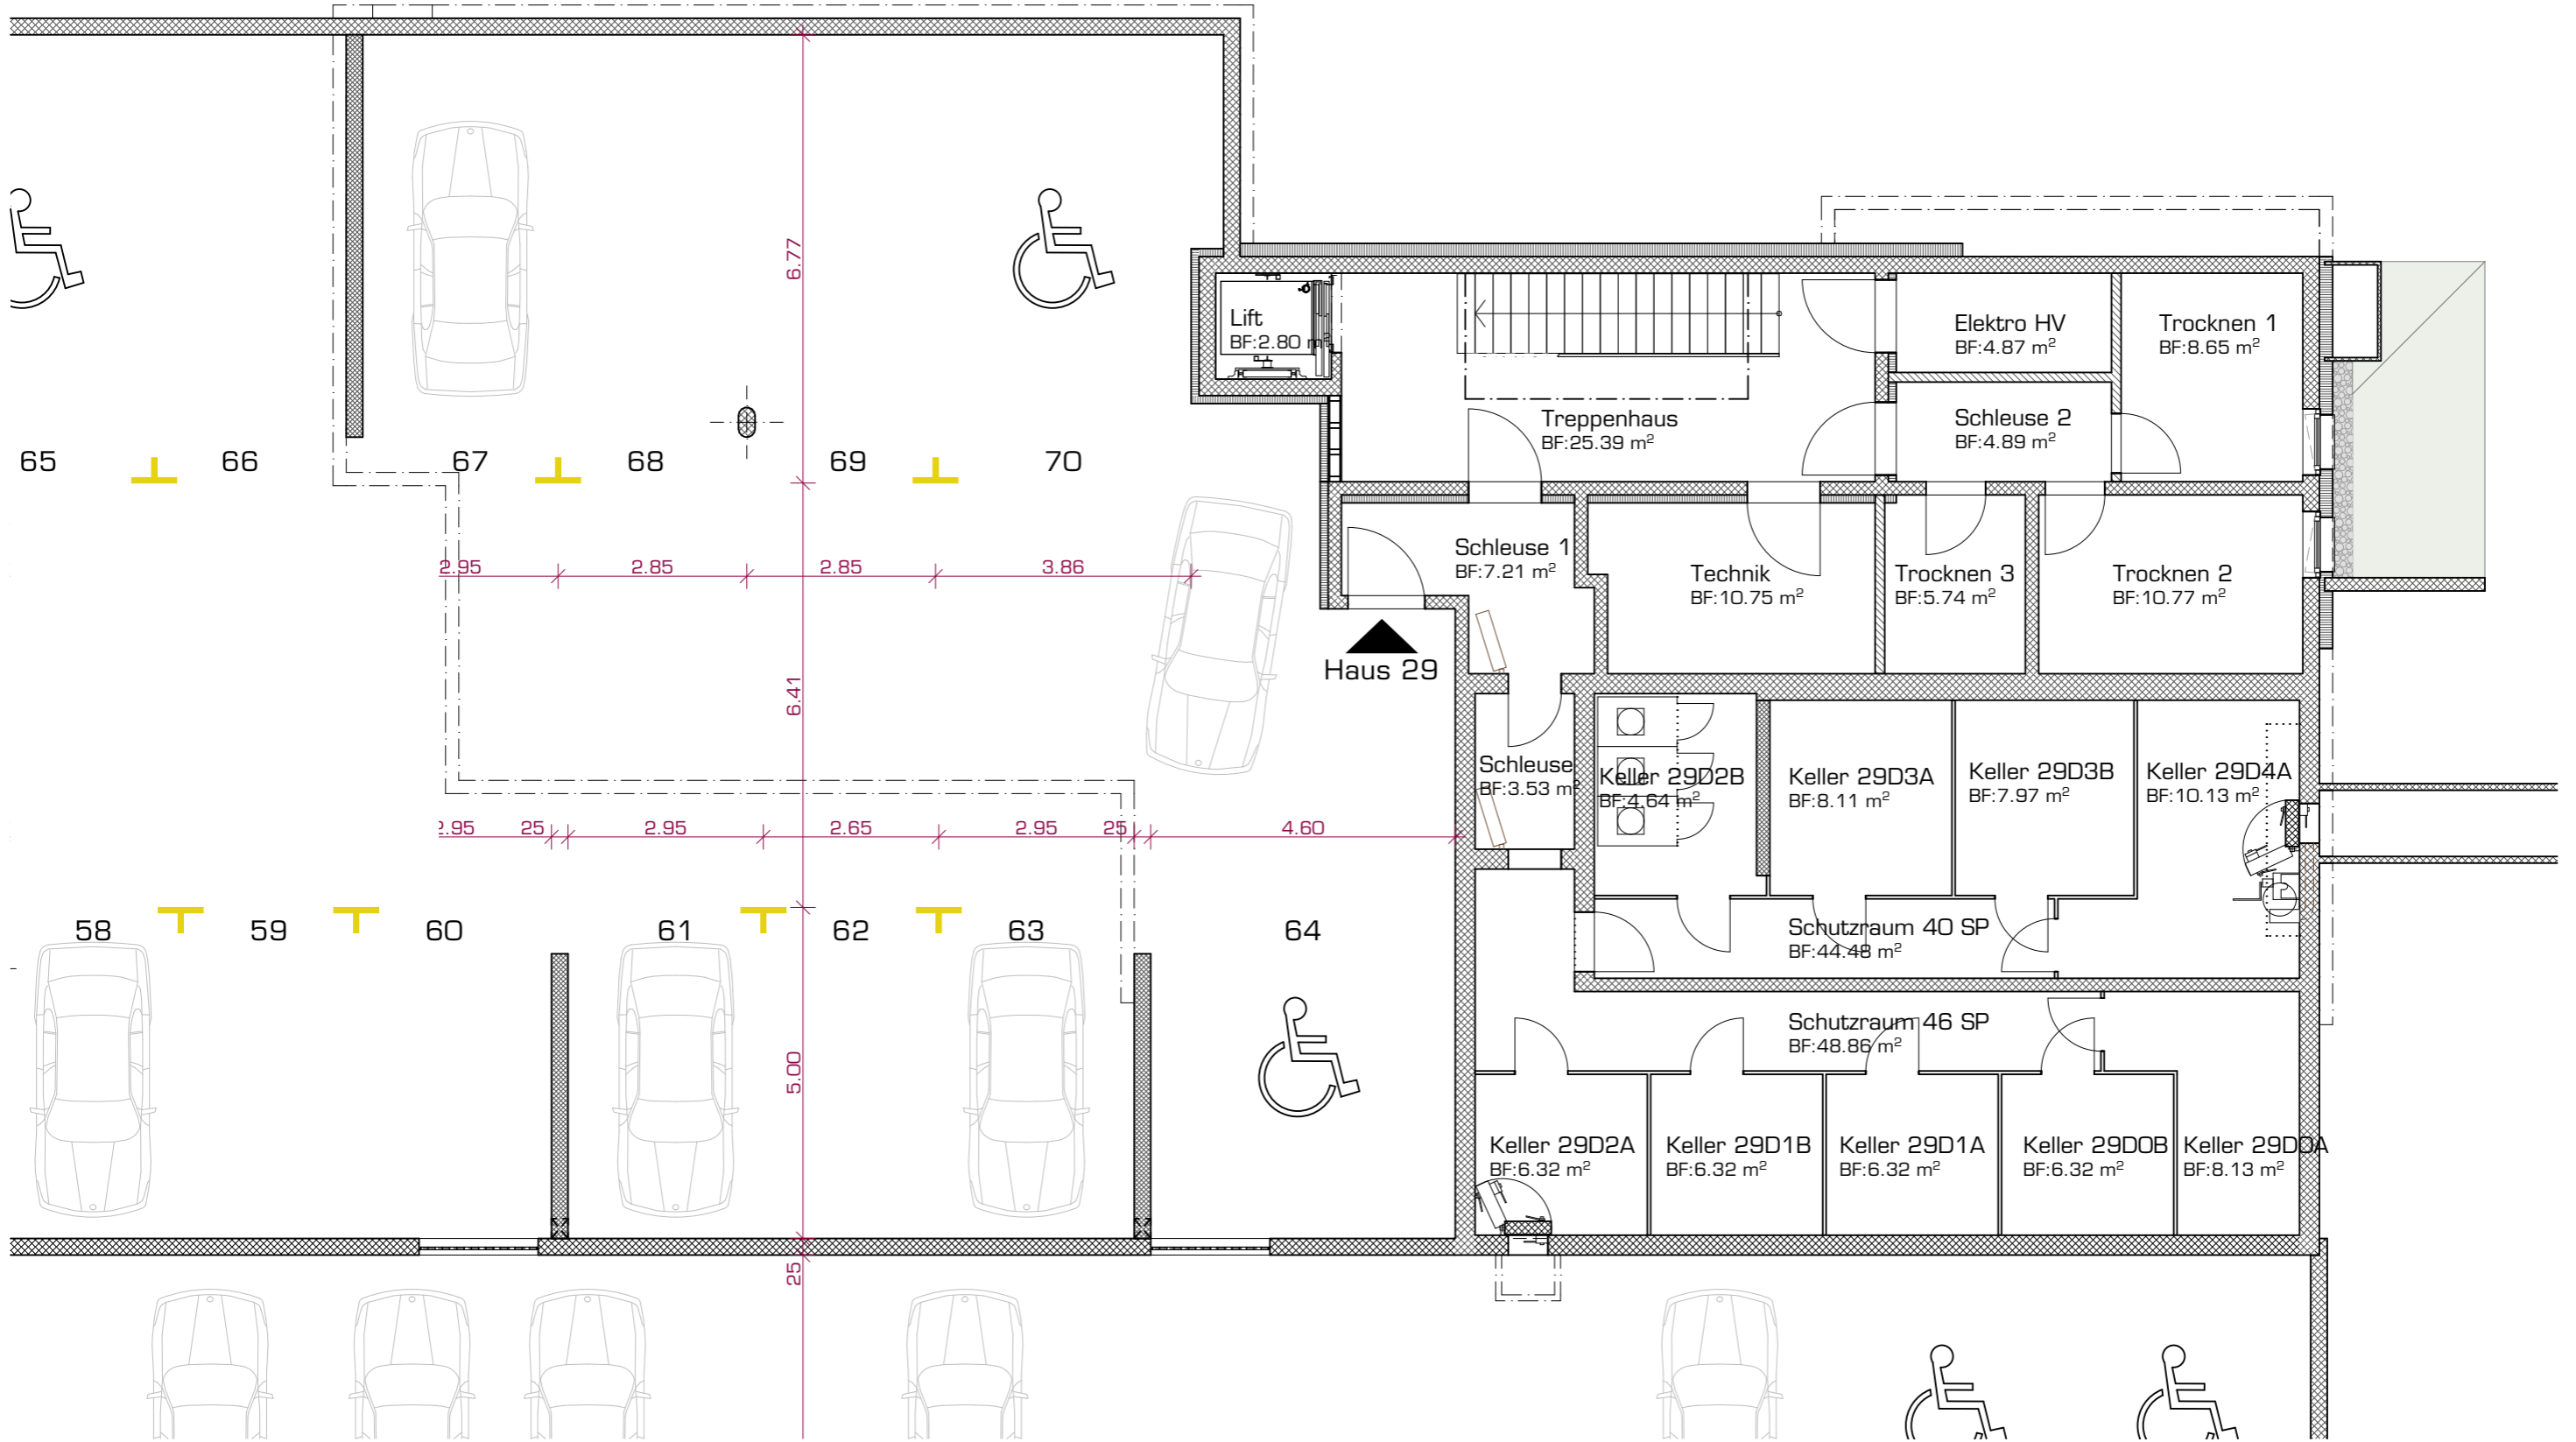 6.77
Lift
BF:2.80 m²
Elektro HV
BF:4.87 m²
Trocknen 1
BF:8.65 m²
Treppenhaus
BF:25.39 m²
Schleuse 2
BF:4.89 m²
65
66
67
68
69
70
2.95
2.85
2.85
3.86
Schleuse 1
BF:7.21 m²
Technik
BF:10.75 m²
Trocknen 3
BF:5.74 m²
Trocknen 2
BF:10.77 m²
Haus 29
6.41
Schleuse
BF:3.53 m²
Keller 29D2B
BF:4.64 m²
Keller 29D3A
BF:8.11 m²
Keller 29D3B
BF:7.97 m²
Keller 29D4A
BF:10.13 m²
2.95
25
2.95
2.65
2.95
25
4.60
58
59
60
61
62
63
64
Schutzraum 40 SP
BF:44.48 m²
Schutzraum 46 SP
BF:48.86 m²
5.00
Keller 29D2A
BF:6.32 m²
Keller 29D1B
BF:6.32 m²
Keller 29D1A
BF:6.32 m²
Keller 29D0B
BF:6.32 m²
Keller 29D0A
BF:8.13 m²
25